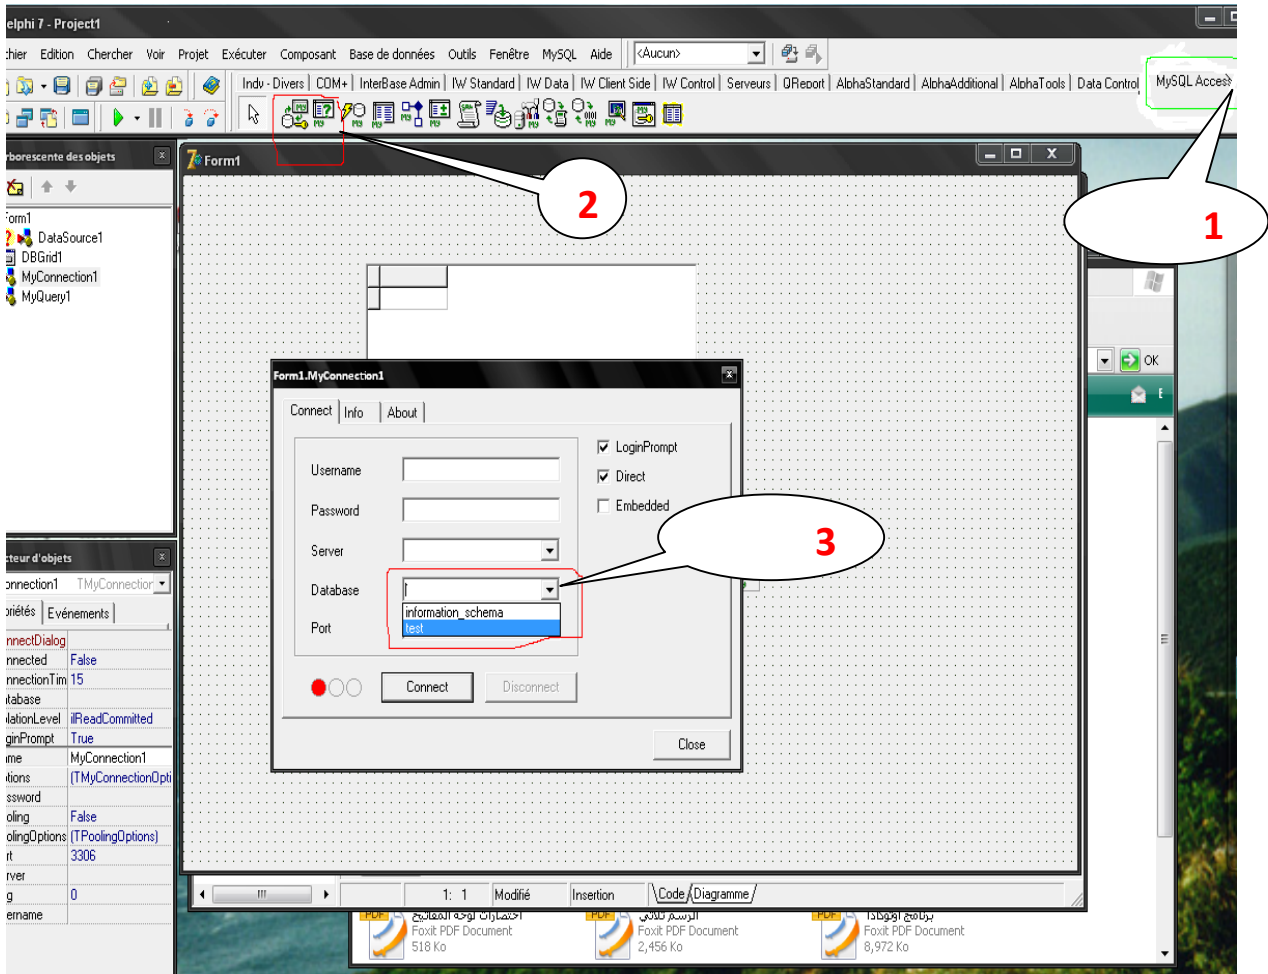 elphi 7 - Project1
hier Edition Chercher Voir Projet Exécuter Composant Base de données Outils Fenêtre MySQL Aide <Aucun>
Indy - Divers COM+ InterBase Admin IW Standard IW Data IW Client Side IW Control Serveurs QReport AlphaStandard AlphaAdditional AlphaTools Data Control MySQL Access
rborescente des objets
Form1
1
2
Form1
DataSource1
DBGrid1
MyConnection1
MyQuery1
OK
E
Form1.MyConnection1
Connect Info About
LoginPrompt
Username
Direct
Password
Embedded
3
Server
Database
information_schema
test
Port
Connect Disconnect
Close
cteur d'objets
onnection1 TMyConnection
priétés Evénements
nnectDialog
nnected False
nnectionTim 15
tabase
lationLevel ilReadCommitted
ginPrompt True
me MyConnection1
tions (TMyConnectionOpti
ssword
oling False
olingOptions (TPoolingOptions)
rt 3306
rver
g 0
ername
1: 1 Modifié Insertion Code Diagramme
PDF اختصارات لوحة المفاتيح
Foxit PDF Document
518 Ko
PDF الرسم ثلاثي
Foxit PDF Document
2,456 Ko
PDF برنامج اوتوكاد
Foxit PDF Document
8,972 Ko